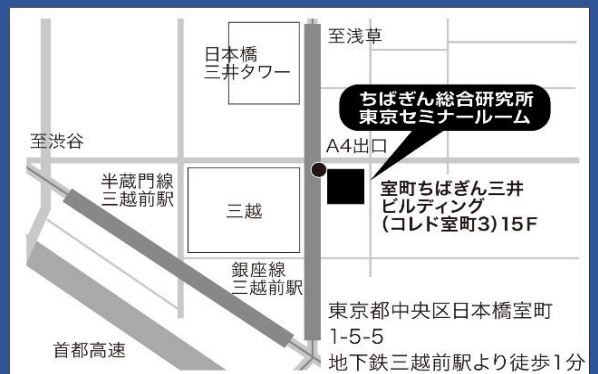 至浅草
日本橋
三井タワー
ちばぎん総合研究所
東京セミナールーム
至渋谷
A4出口
半蔵門線
三越前駅
三越
室町ちばぎん三井
ビルディング
(コレド室町3)15F
銀座線
三越前駅
東京都中央区日本橋室町
1-5-5
地下鉄三越前駅より徒歩1分
首都高速